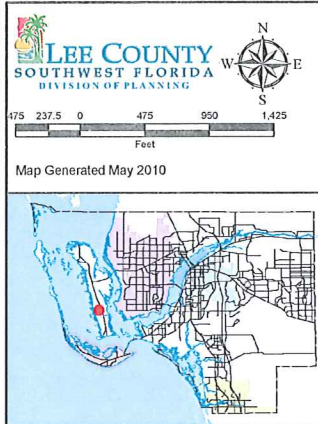 LEE COUNTY
SOUTHWEST FLORIDA
DIVISION OF PLANNING
N
W E
S
475 237.5 0 475 950 1,425
Feet
Map Generated May 2010